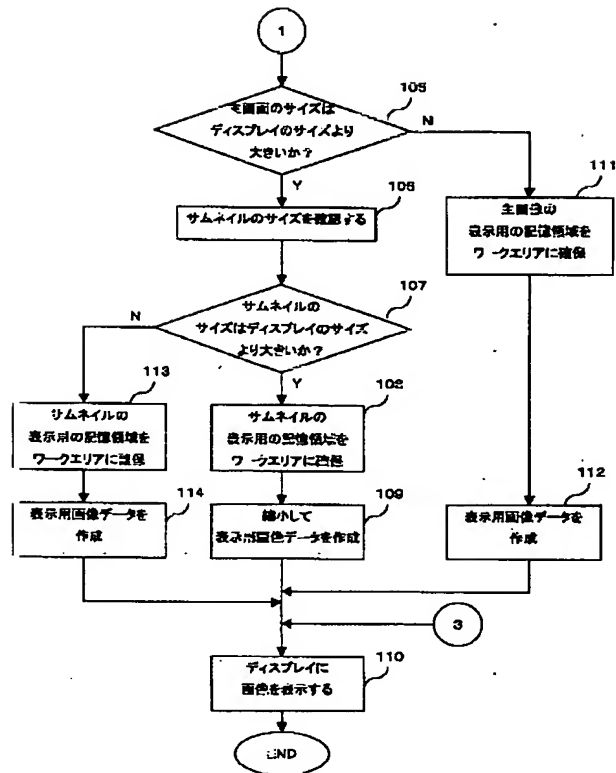 1
105
主画像のサイズは
ディスプレイのサイズより
大きいか？
N
Y
106
サムネイルのサイズを確認する
111
主画像の
表示用の記憶領域を
ワークエリアに確保
107
サムネイルの
サイズはディスプレイのサイズ
より大きいか？
N
Y
113
サムネイルの
表示用の記憶領域を
ワークエリアに確保
108
サムネイルの
表示用の記憶領域を
ワークエリアに確保
114
表示用画像データを
作成
109
縮小して
表示用画像データを作成
112
表示用画像データを
作成
3
110
ディスプレイに
画像を表示する
END